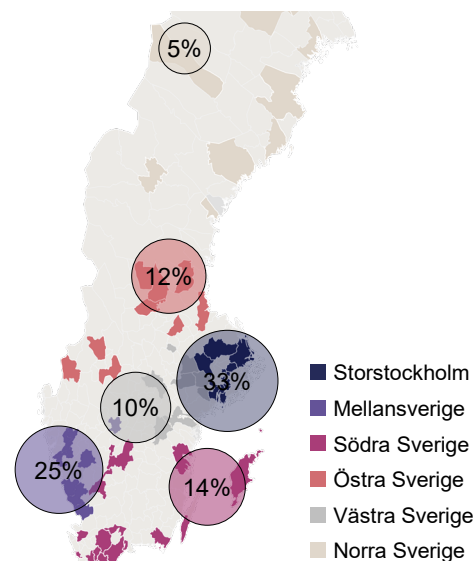 5%
12%
33%
10%
25%
14%
Storstockholm
Mellansverige
Södra Sverige
Östra Sverige
Västra Sverige
Norra Sverige